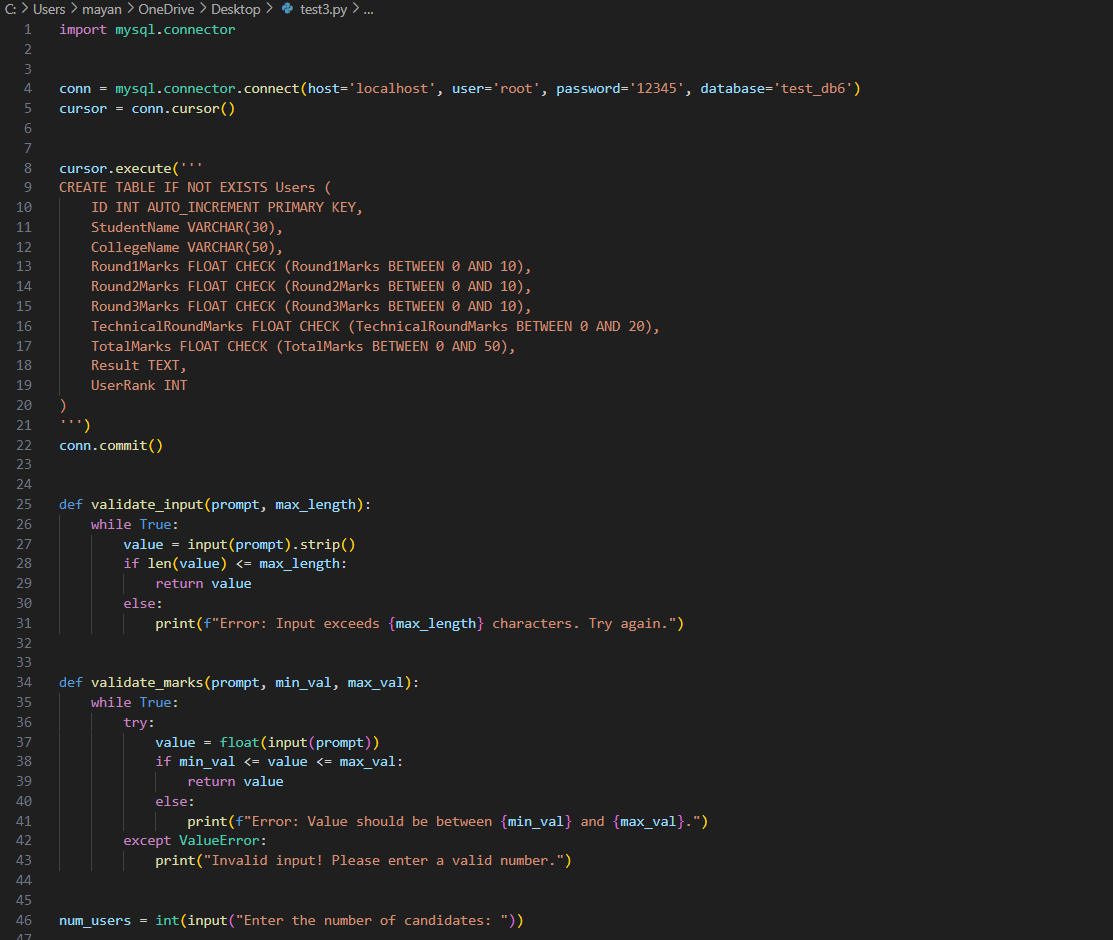 C: > Users > mayan > OneDrive > Desktop > test3.py > ...
1 import mysql.connector
2
3
4 conn = mysql.connector.connect(host='localhost', user='root', password='12345', database='test_db6')
5 cursor = conn.cursor()
6
7
8 cursor.execute('''
9 CREATE TABLE IF NOT EXISTS Users (
10     ID INT AUTO_INCREMENT PRIMARY KEY,
11     StudentName VARCHAR(30),
12     CollegeName VARCHAR(50),
13     Round1Marks FLOAT CHECK (Round1Marks BETWEEN 0 AND 10),
14     Round2Marks FLOAT CHECK (Round2Marks BETWEEN 0 AND 10),
15     Round3Marks FLOAT CHECK (Round3Marks BETWEEN 0 AND 10),
16     TechnicalRoundMarks FLOAT CHECK (TechnicalRoundMarks BETWEEN 0 AND 20),
17     TotalMarks FLOAT CHECK (TotalMarks BETWEEN 0 AND 50),
18     Result TEXT,
19     UserRank INT
20 )
21 ''')
22 conn.commit()
23
24
25 def validate_input(prompt, max_length):
26     while True:
27         value = input(prompt).strip()
28         if len(value) <= max_length:
29             return value
30         else:
31             print(f"Error: Input exceeds {max_length} characters. Try again.")
32
33
34 def validate_marks(prompt, min_val, max_val):
35     while True:
36         try:
37             value = float(input(prompt))
38             if min_val <= value <= max_val:
39                 return value
40             else:
41                 print(f"Error: Value should be between {min_val} and {max_val}.")
42         except ValueError:
43             print("Invalid input! Please enter a valid number.")
44
45
46 num_users = int(input("Enter the number of candidates: "))
47